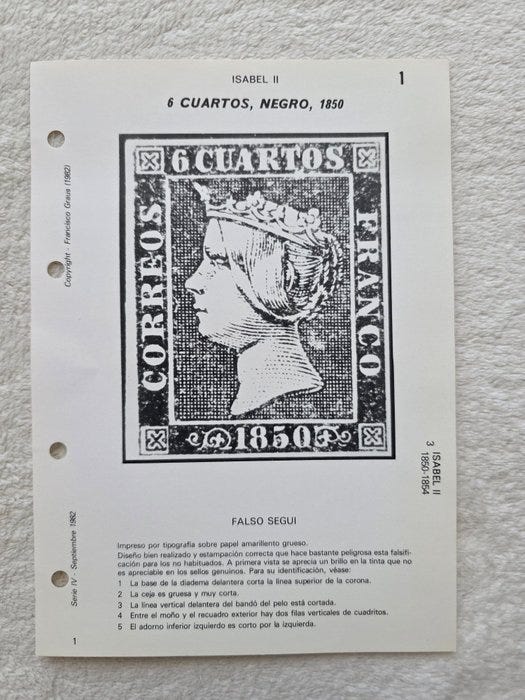 ISABEL II
1
6 CUARTOS, NEGRO, 1850
Copyright - Francisco Graus (1982)
6 CUARTOS
CORREOS
FRANCO
1850
3 ISABEL II
1850-1854
FALSO SEGUI
Impreso por tipografía sobre papel amarillento grueso.
Diseño bien realizado y estampación correcta que hace bastante peligrosa esta falsifi-
cación para los no habituados. A primera vista se aprecia un brillo en la tinta que no
es apreciable en los sellos genuinos. Para su identificación, véase:
1 La base de la diadema delantera corta la línea superior de la corona.
2 La ceja es gruesa y muy corta.
3 La línea vertical delantera del bandó del pelo está cortada.
4 Entre el moño y el recuadro exterior hay dos filas verticales de cuadritos.
5 El adorno inferior izquierdo es corto por la izquierda.
Serie IV - Septiembre 1982
1